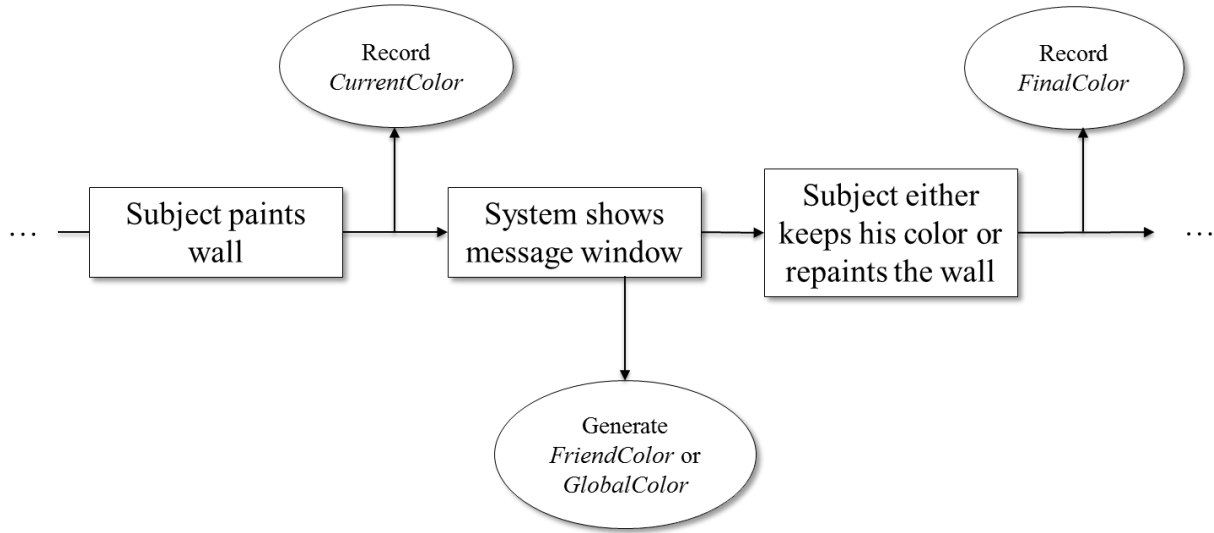 Record
CurrentColor
Record
FinalColor
...
Subject paints
wall
System shows
message window
Subject either
keeps his color or
repaints the wall
...
Generate
FriendColor or
GlobalColor